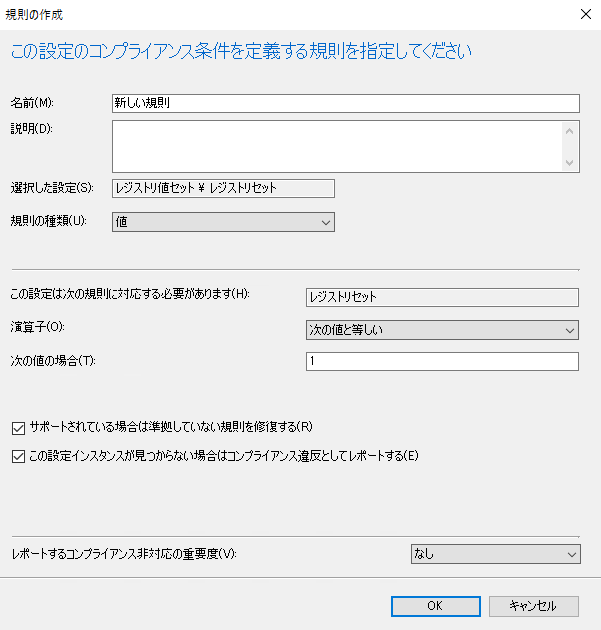 規則の作成
この設定のコンプライアンス条件を定義する規則を指定してください
名前(M):
新しい規則
説明(D):
選択した設定(S):
レジストリ値セット ¥ レジストリセット
規則の種類(U):
値
この設定は次の規則に対応する必要があります(H):
レジストリセット
演算子(O):
次の値と等しい
次の値の場合(T):
1
サポートされている場合は準拠していない規則を修復する(R)
この設定インスタンスが見つからない場合はコンプライアンス違反としてレポートする(E)
レポートするコンプライアンス非対応の重要度(V):
なし
OK
キャンセル